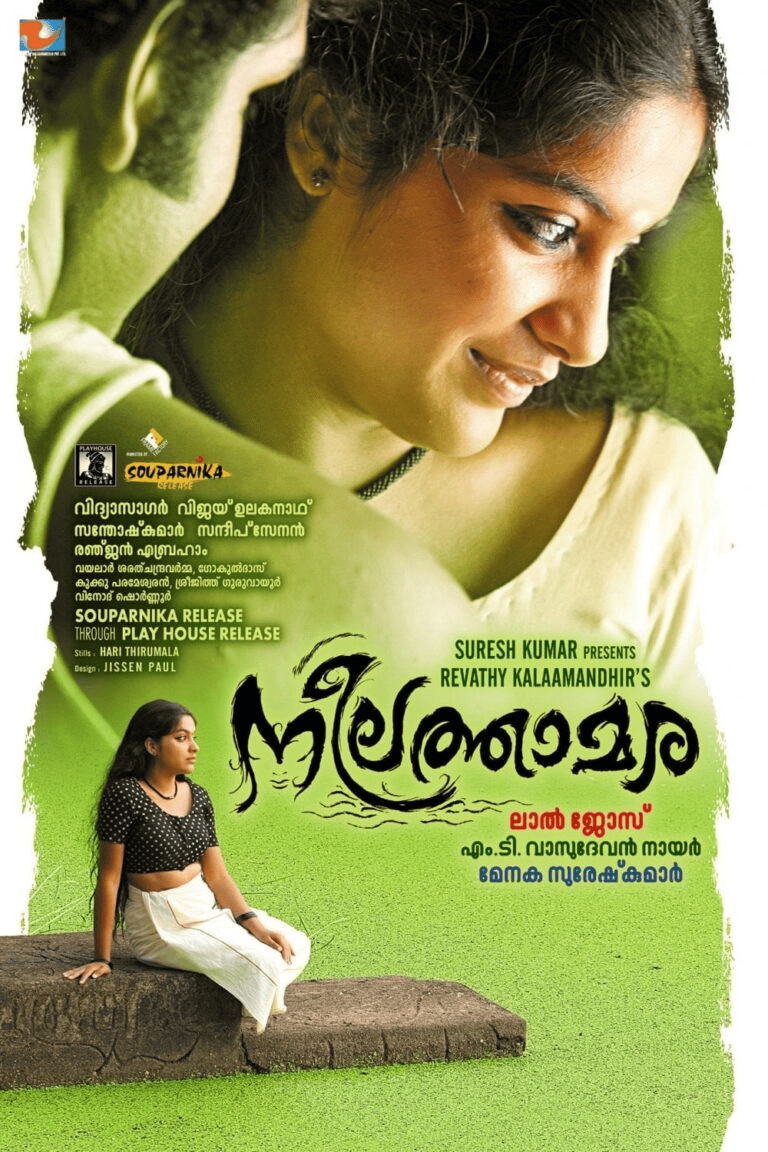 PLAYHOUSE
RELEASE
SOUPARNIKA
RELEASE
വിദ്യാസാഗർ വിജയ് ഉലകനാഥ്
സന്തോഷ്കുമാർ സന്ദീപ് സേനൻ
രഞ്ജൻ എബ്രഹാം
വയലാർ ശരത്ചന്ദ്രവർമ്മ, ഗോകുൽദാസ്
കുക്കു പരമേശ്വരൻ, ശ്രീജിത്ത് ഗുരുവായൂർ
വിനോദ് ഷൊർണ്ണൂർ
SOUPARNIKA RELEASE
THROUGH PLAY HOUSE RELEASE
Stills : HARI THIRUMALA
Design : JISSEN PAUL
SURESH KUMAR PRESENTS
REVATHY KALAAMANDHIR'S
നീലത്താമര
ലാൽ ജോസ്
എം.ടി. വാസുദേവൻ നായർ
മേനക സുരേഷ്കുമാർ